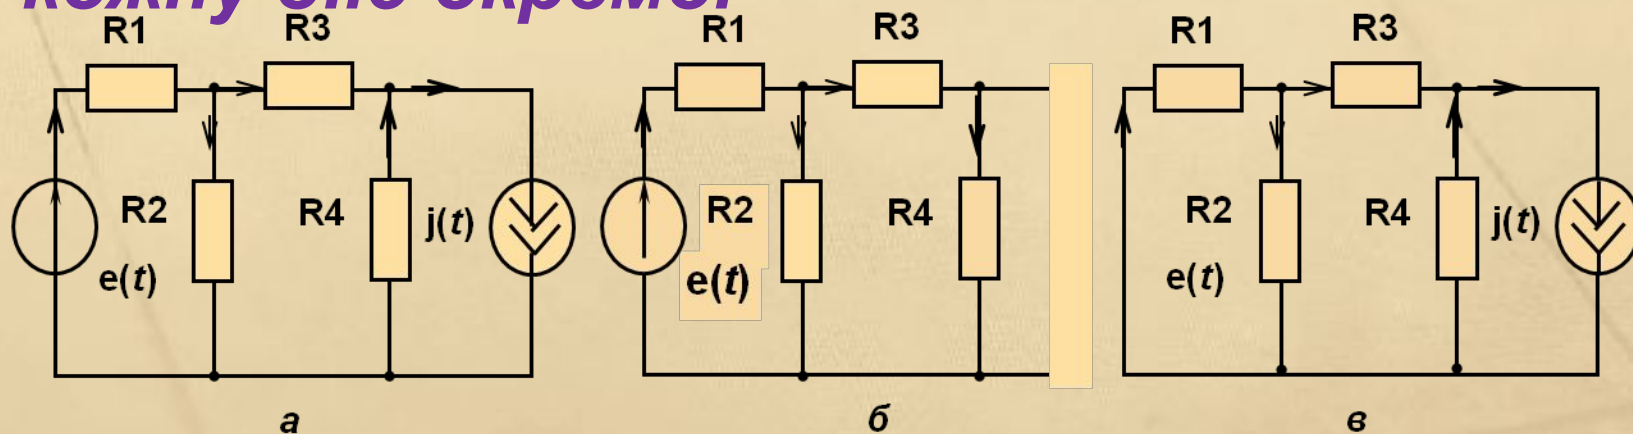 R1 R3
R2 R4 j(t)
e(t)
а
R1 R3
R2 R4
e(t)
б
R1 R3
R2 R4 j(t)
e(t)
в